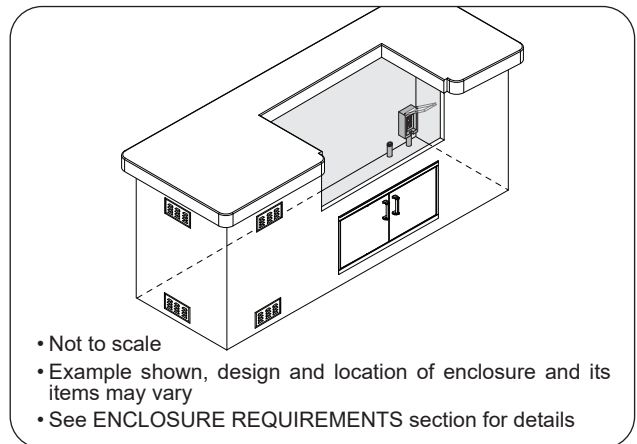 • Not to scale
• Example shown, design and location of enclosure and its
items may vary
• See ENCLOSURE REQUIREMENTS section for details